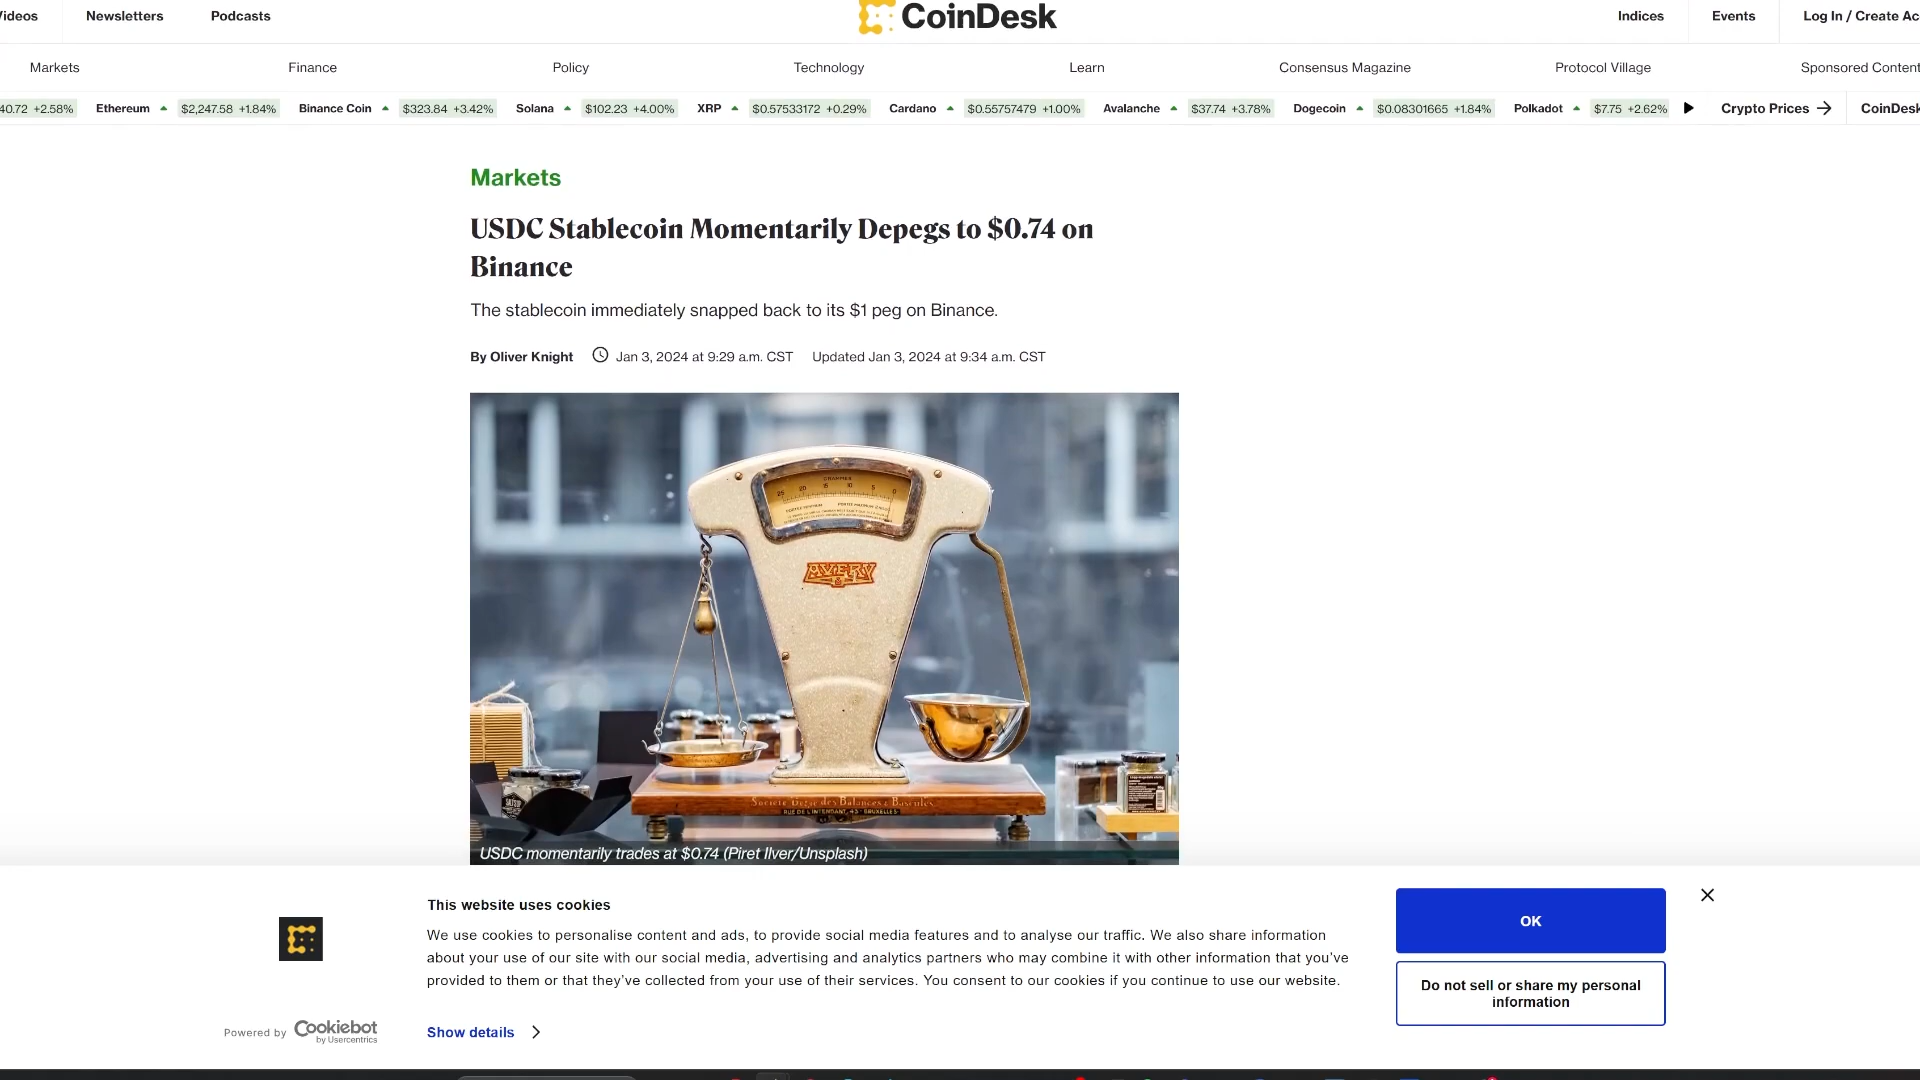 Videos Newsletters Podcasts CoinDesk Indices Events Log In / Create Ac
Markets Finance Policy Technology Learn Consensus Magazine Protocol Village Sponsored Content
40.72 +2.58% Ethereum $2,247.58 +1.84% Binance Coin $323.84 +3.42% Solana $102.23 +4.00% XRP $0.57533172 +0.29% Cardano $0.55757479 +1.00% Avalanche $37.74 +3.78% Dogecoin $0.08301665 +1.84% Polkadot $7.75 +2.62% Crypto Prices CoinDesk
Markets
USDC Stablecoin Momentarily Depegs to $0.74 on
Binance
The stablecoin immediately snapped back to its $1 peg on Binance.
By Oliver Knight Jan 3, 2024 at 9:29 a.m. CST Updated Jan 3, 2024 at 9:34 a.m. CST
25 20 15 10 5 0
AVERY
RUE DE L'INTENDANT, 43 - BRUXELLES
USDC momentarily trades at $0.74 (Piret Ilver/Unsplash)
This website uses cookies
We use cookies to personalise content and ads, to provide social media features and to analyse our traffic. We also share information
about your use of our site with our social media, advertising and analytics partners who may combine it with other information that you've
provided to them or that they've collected from your use of their services. You consent to our cookies if you continue to use our website.
OK
Do not sell or share my personal
information
Powered by Cookiebot
by Usercentrics
Show details